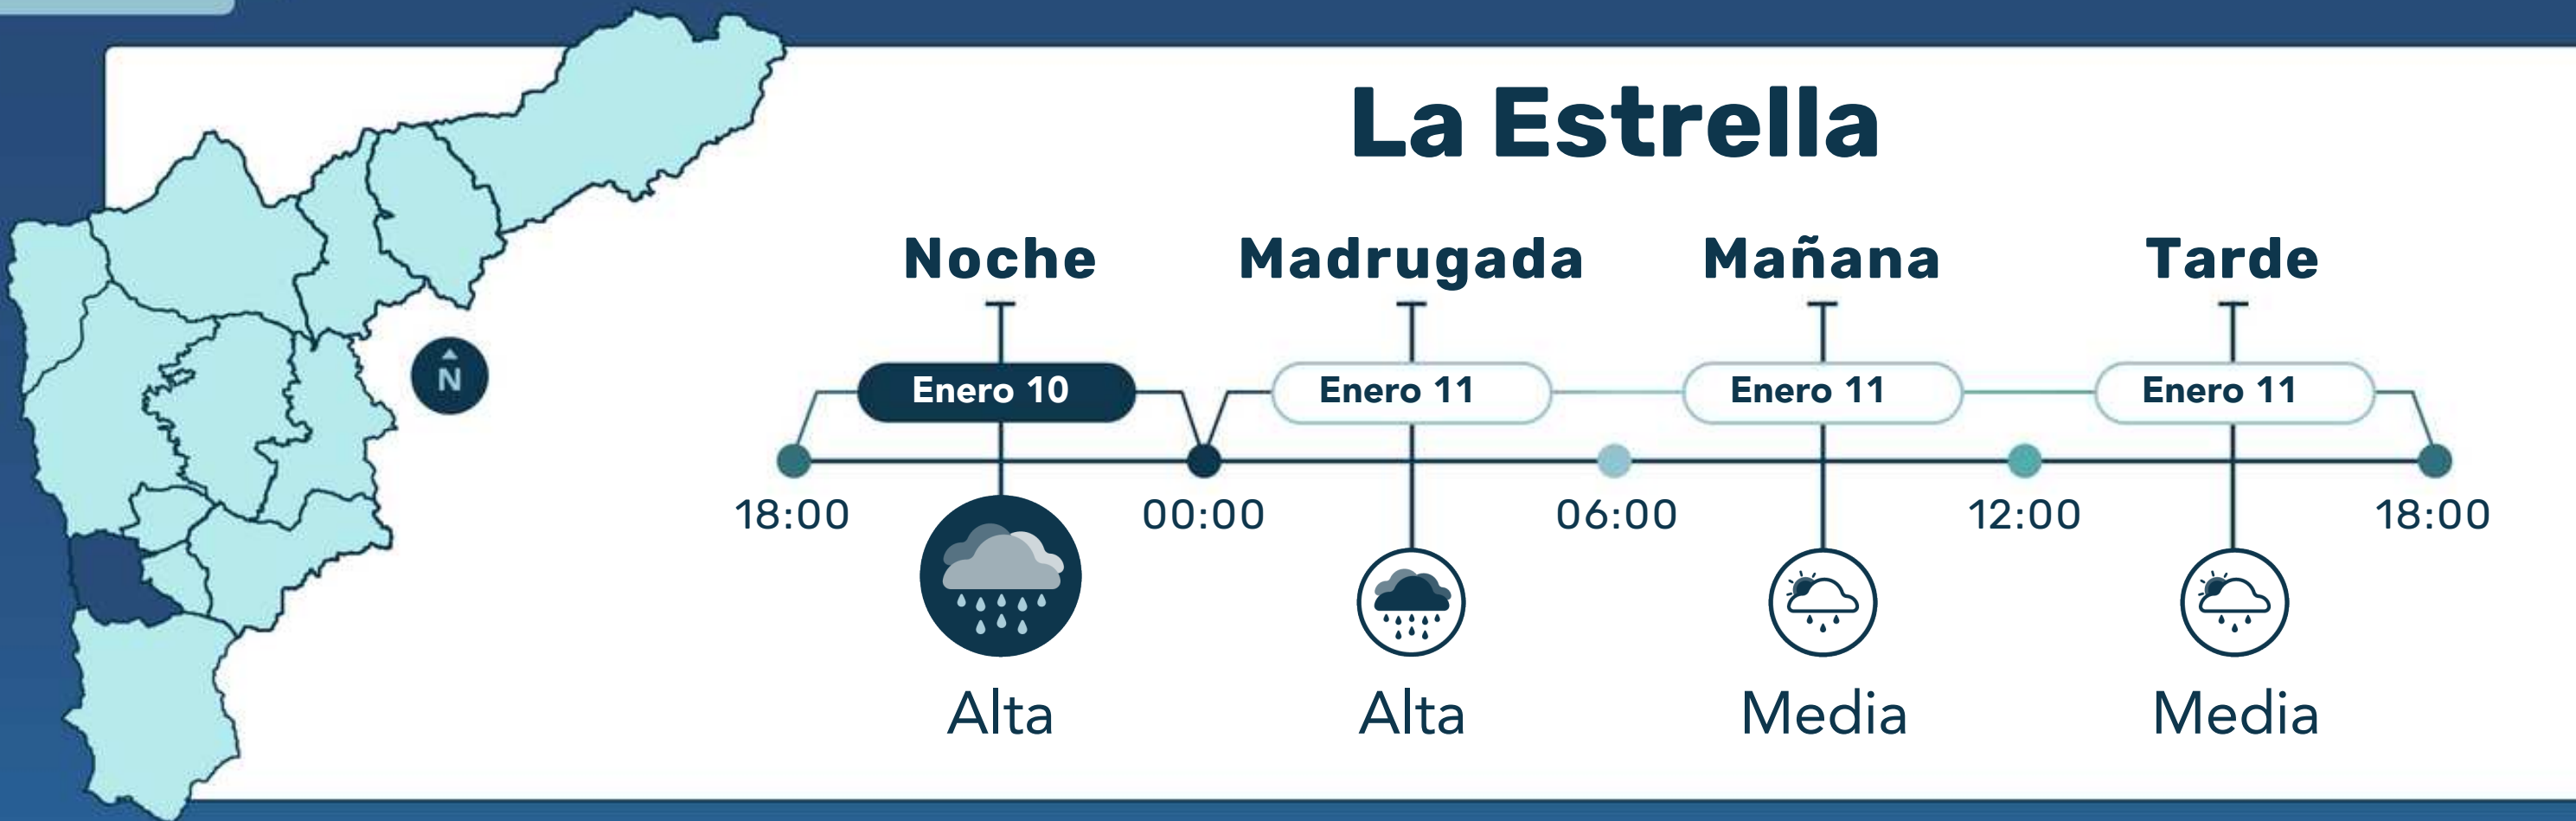 La Estrella
Noche Madrugada Mañana Tarde
Enero 10 Enero 11 Enero 11 Enero 11
N
18:00 00:00 06:00 12:00 18:00
Alta Alta Media Media